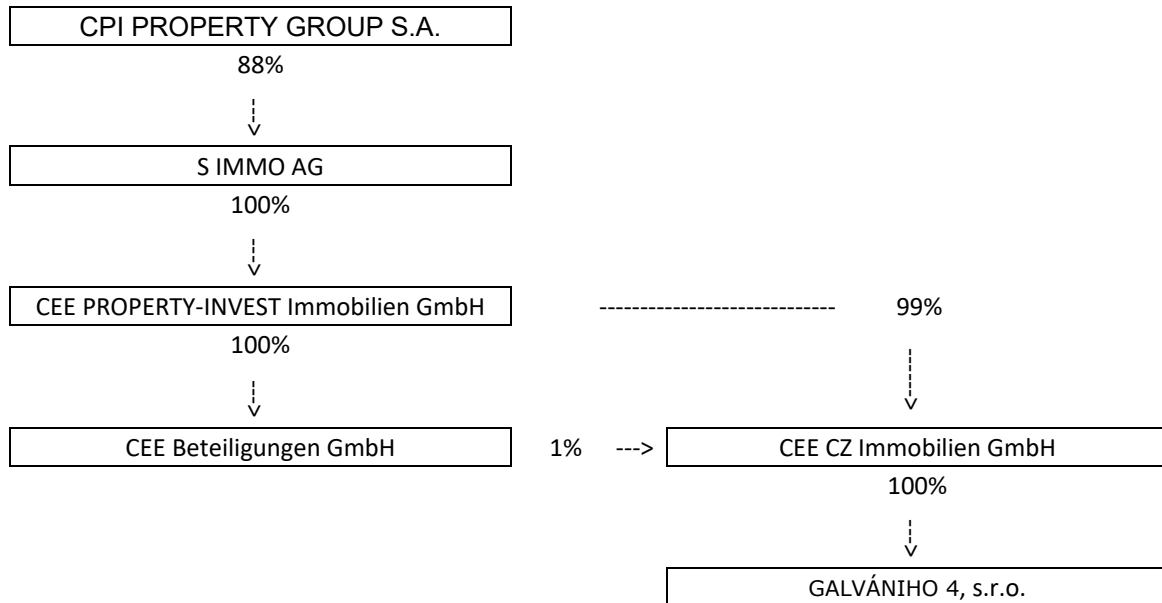 CPI PROPERTY GROUP S.A.
88%
S IMMO AG
100%
CEE PROPERTY-INVEST Immobilien GmbH
99%
100%
CEE Beteiligungen GmbH
1%
--->
CEE CZ Immobilien GmbH
100%
GALVÁNIHO 4, s.r.o.